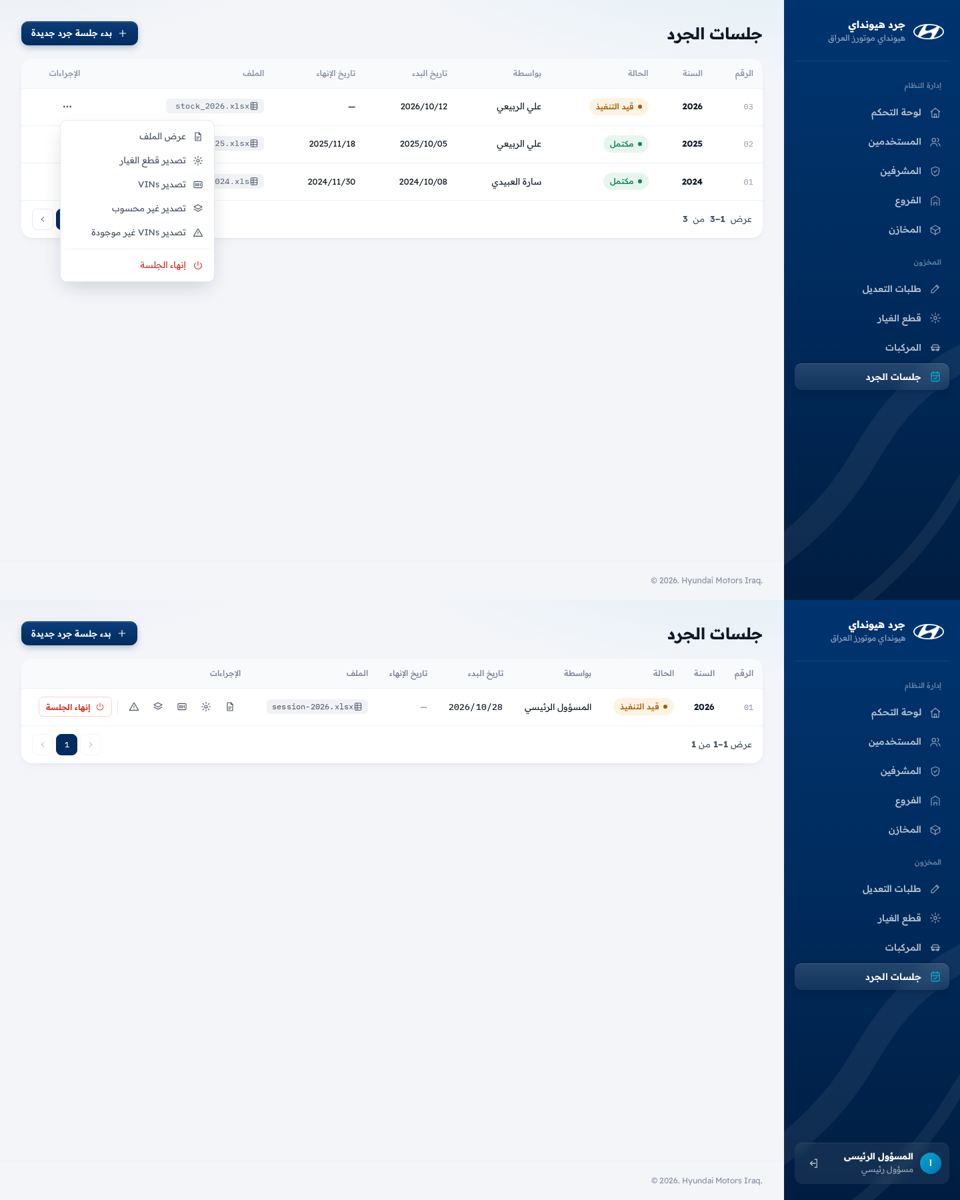 جرد هيونداي
هيونداي موتورز العراق
إدارة النظام
لوحة التحكم
المستخدمين
المشرفين
الفروع
المخازن
المخزون
طلبات التعديل
قطع الغيار
المركبات
جلسات الجرد
جلسات الجرد
بدء جلسة جرد جديدة
الرقم السنة الحالة بواسطة تاريخ البدء تاريخ الإنهاء الملف الإجراءات
03 2026 قيد التنفيذ علي الربيعي 2026/10/12 — stock_2026.xlsx ...
02 2025 مكتمل علي الربيعي 2025/10/05 2025/11/18 25.xlsx
01 2024 مكتمل سارة العبيدي 2024/10/08 2024/11/30 024.xls
عرض 1–3 من 3
عرض الملف
تصدير قطع الغيار
تصدير VINs
تصدير غير محسوب
تصدير VINs غير موجودة
إنهاء الجلسة
© 2026. Hyundai Motors Iraq.
جرد هيونداي
هيونداي موتورز العراق
إدارة النظام
لوحة التحكم
المستخدمين
المشرفين
الفروع
المخازن
المخزون
طلبات التعديل
قطع الغيار
المركبات
جلسات الجرد
المسؤول الرئيسي
مسؤول رئيسي
ا
جلسات الجرد
بدء جلسة جرد جديدة
الرقم السنة الحالة بواسطة تاريخ البدء تاريخ الإنهاء الملف الإجراءات
01 2026 قيد التنفيذ المسؤول الرئيسي 2026/10/28 — session-2026.xlsx إنهاء الجلسة
عرض 1–1 من 1
1
© 2026. Hyundai Motors Iraq.